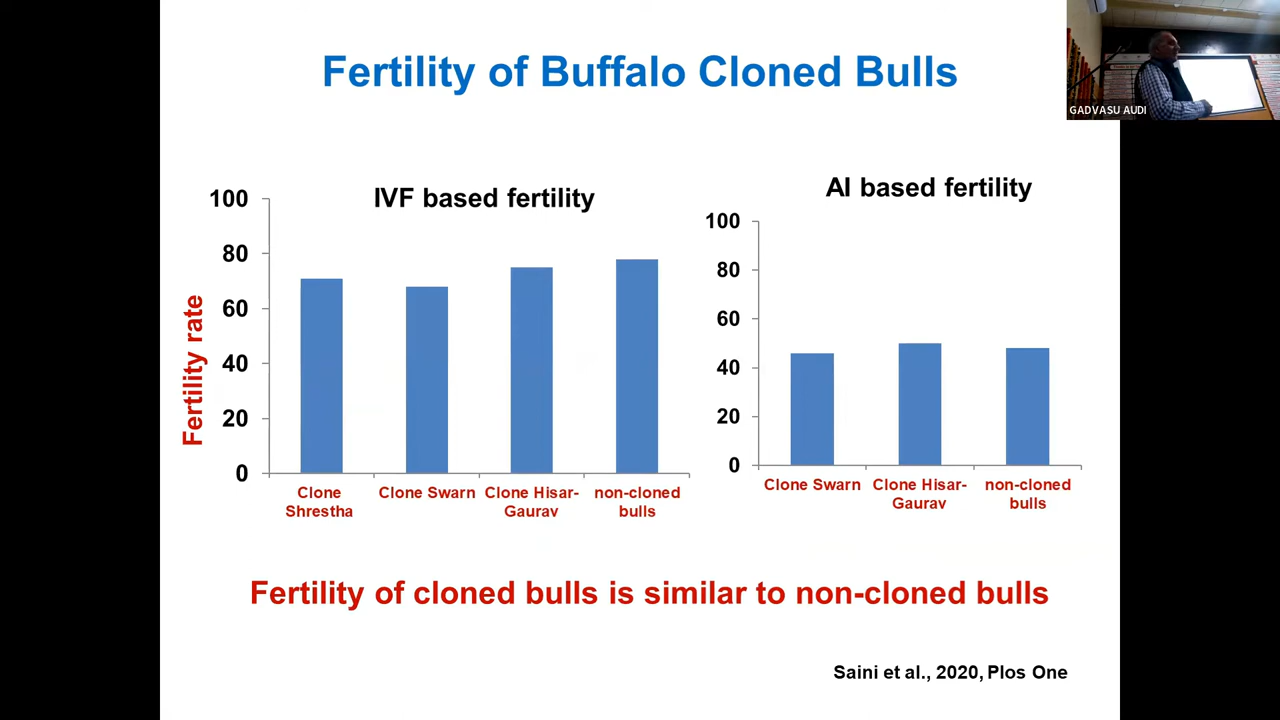 Fertility of Buffalo Cloned Bulls
GADVASU AUDI
IVF based fertility
Fertility rate
100
80
60
40
20
0
Clone
Shrestha
Clone Swarn
Clone Hisar-
Gaurav
non-cloned
bulls
AI based fertility
100
80
60
40
20
0
Clone Swarn
Clone Hisar-
Gaurav
non-cloned
bulls
Fertility of cloned bulls is similar to non-cloned bulls
Saini et al., 2020, Plos One